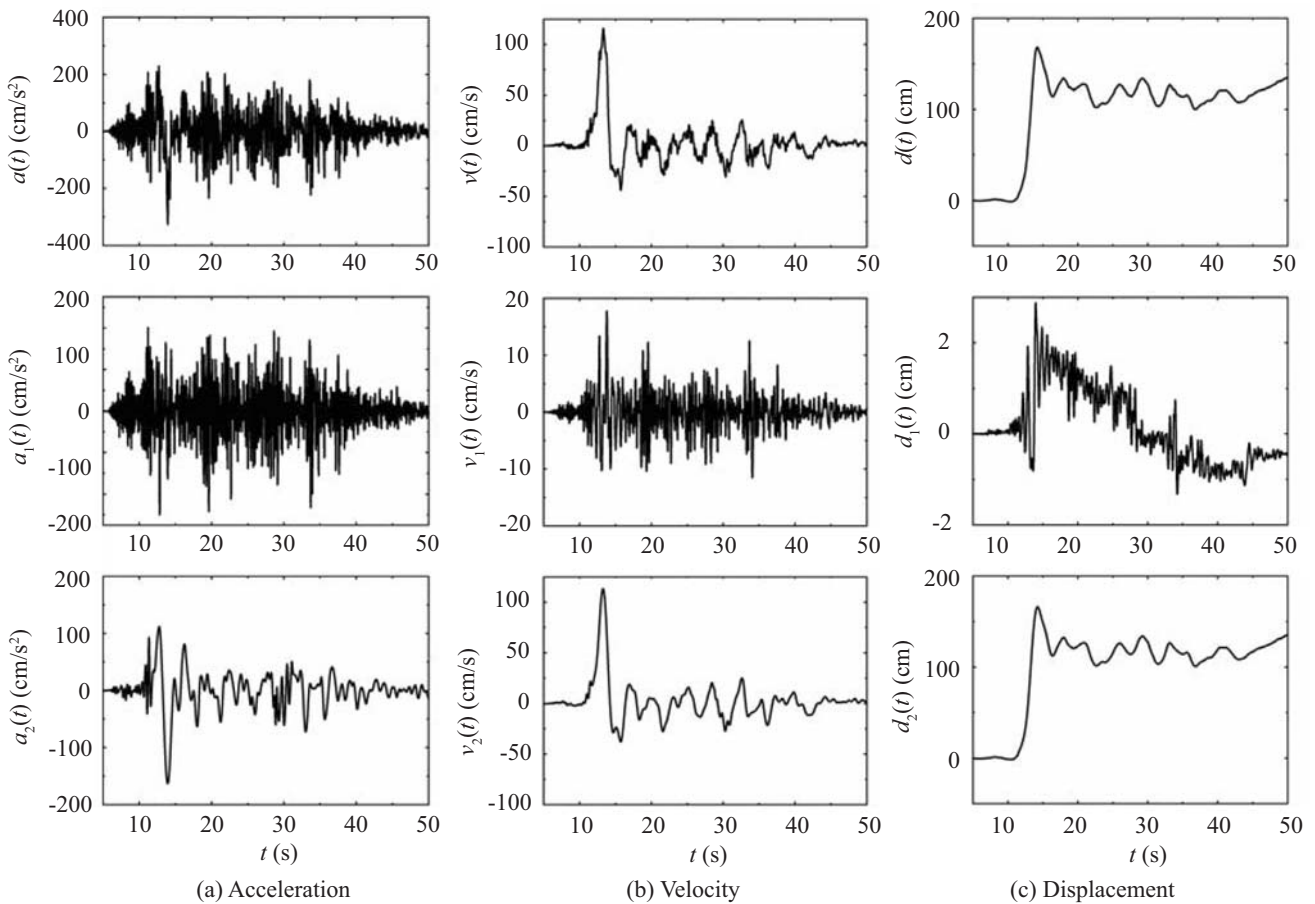 400
200
0
-200
-400
a(t) (cm/s²)
10 20 30 40 50
100
50
0
-50
-100
v(t) (cm/s)
10 20 30 40 50
200
100
0
d(t) (cm)
10 20 30 40 50
200
100
0
-100
-200
a₁(t) (cm/s²)
10 20 30 40 50
20
10
0
-10
-20
v₁(t) (cm/s)
10 20 30 40 50
2
0
-2
d₁(t) (cm)
10 20 30 40 50
200
100
0
-100
-200
a₂(t) (cm/s²)
10 20 30 40 50
t (s)
100
50
0
-50
-100
v₂(t) (cm/s)
10 20 30 40 50
t (s)
200
100
0
d₂(t) (cm)
10 20 30 40 50
t (s)
(a) Acceleration
(b) Velocity
(c) Displacement